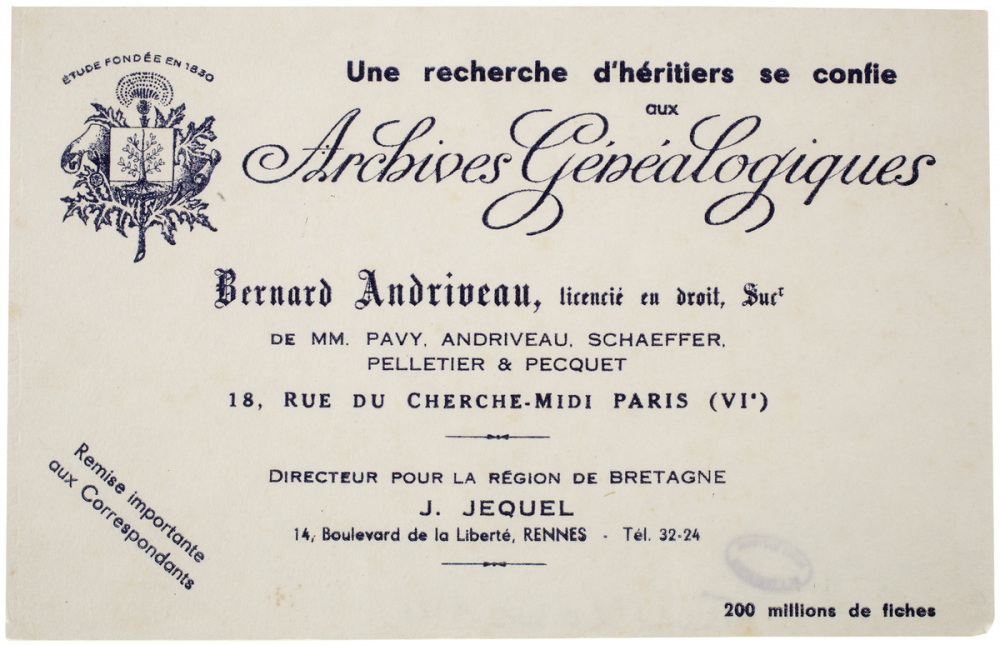 ÉTUDE FONDÉE EN 1830
Une recherche d'héritiers se confie
aux
Archives Généalogiques
Bernard Andriveau, licencié en droit, Sucr
DE MM. PAVY, ANDRIVEAU, SCHAEFFER,
PELLETIER & PECQUET
18, RUE DU CHERCHE-MIDI PARIS (VIe)
DIRECTEUR POUR LA RÉGION DE BRETAGNE
J. JEQUEL
14, Boulevard de la Liberté, RENNES - Tél. 32-24
Remise importante
aux Correspondants
200 millions de fiches